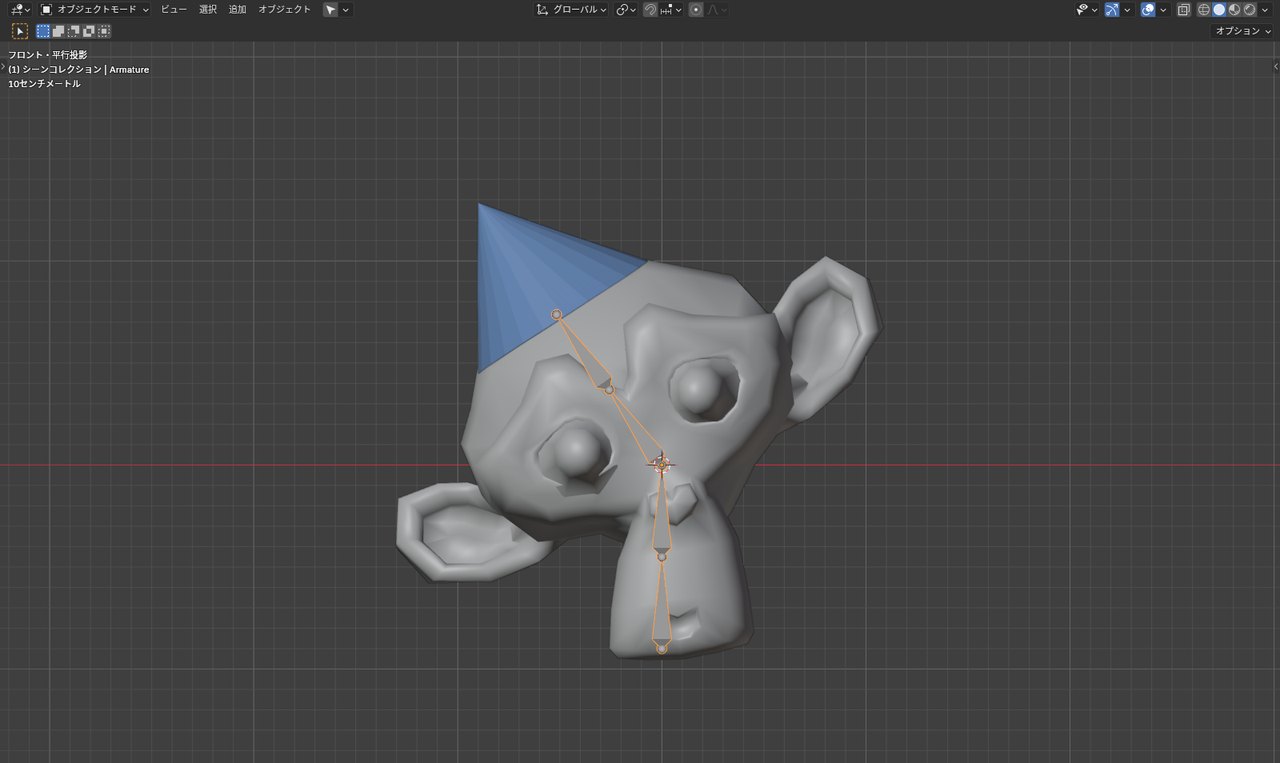 オブジェクトモード ビュー 選択 追加 オブジェクト グローバル
オプション
フロント・平行投影
(1) シーンコレクション | Armature
10センチメートル